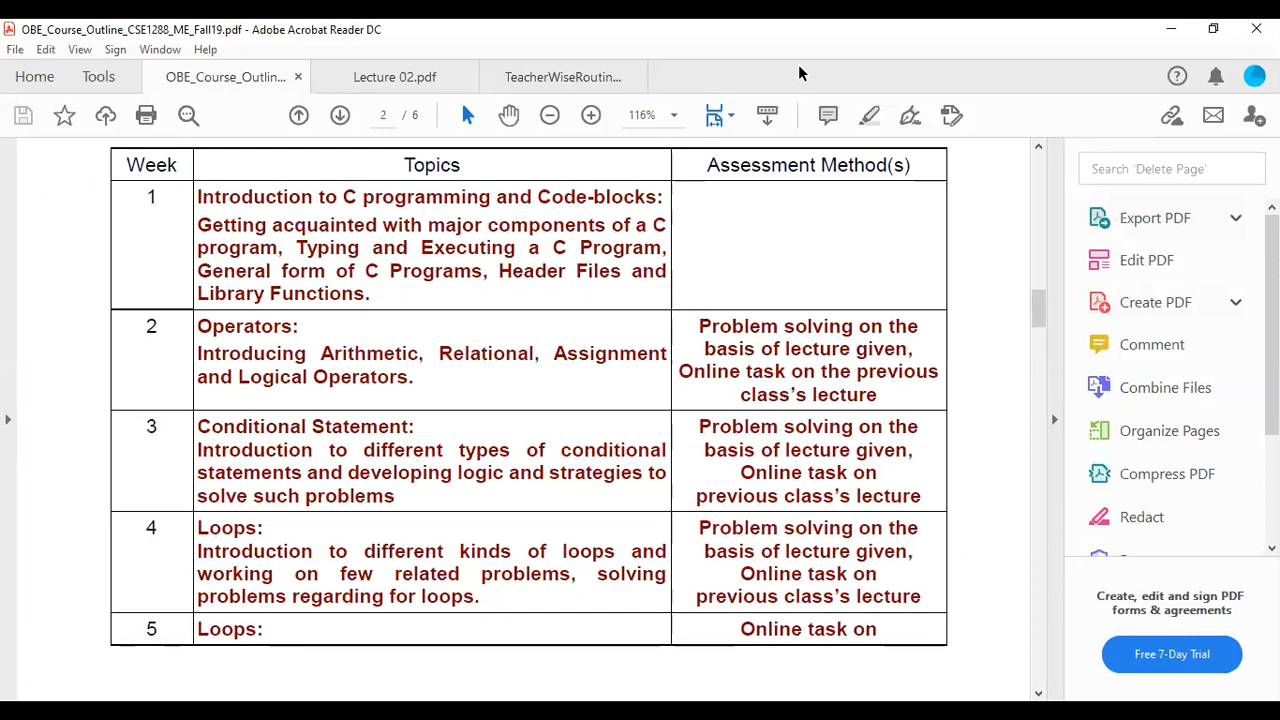 OBE_Course_Outline_CSE1288_ME_Fall19.pdf - Adobe Acrobat Reader DC
File Edit View Sign Window Help
Home Tools OBE_Course_Outlin... × Lecture 02.pdf TeacherWiseRoutin...
2 / 6 116%
Week Topics Assessment Method(s)
1 Introduction to C programming and Code-blocks:
Getting acquainted with major components of a C
program, Typing and Executing a C Program,
General form of C Programs, Header Files and
Library Functions.
2 Operators:
Introducing Arithmetic, Relational, Assignment
and Logical Operators.
Problem solving on the
basis of lecture given,
Online task on the previous
class's lecture
3 Conditional Statement:
Introduction to different types of conditional
statements and developing logic and strategies to
solve such problems
Problem solving on the
basis of lecture given,
Online task on
previous class's lecture
4 Loops:
Introduction to different kinds of loops and
working on few related problems, solving
problems regarding for loops.
Problem solving on the
basis of lecture given,
Online task on
previous class's lecture
5 Loops:
Online task on
Search 'Delete Page'
Export PDF
Edit PDF
Create PDF
Comment
Combine Files
Organize Pages
Compress PDF
Redact
Create, edit and sign PDF
forms & agreements
Free 7-Day Trial